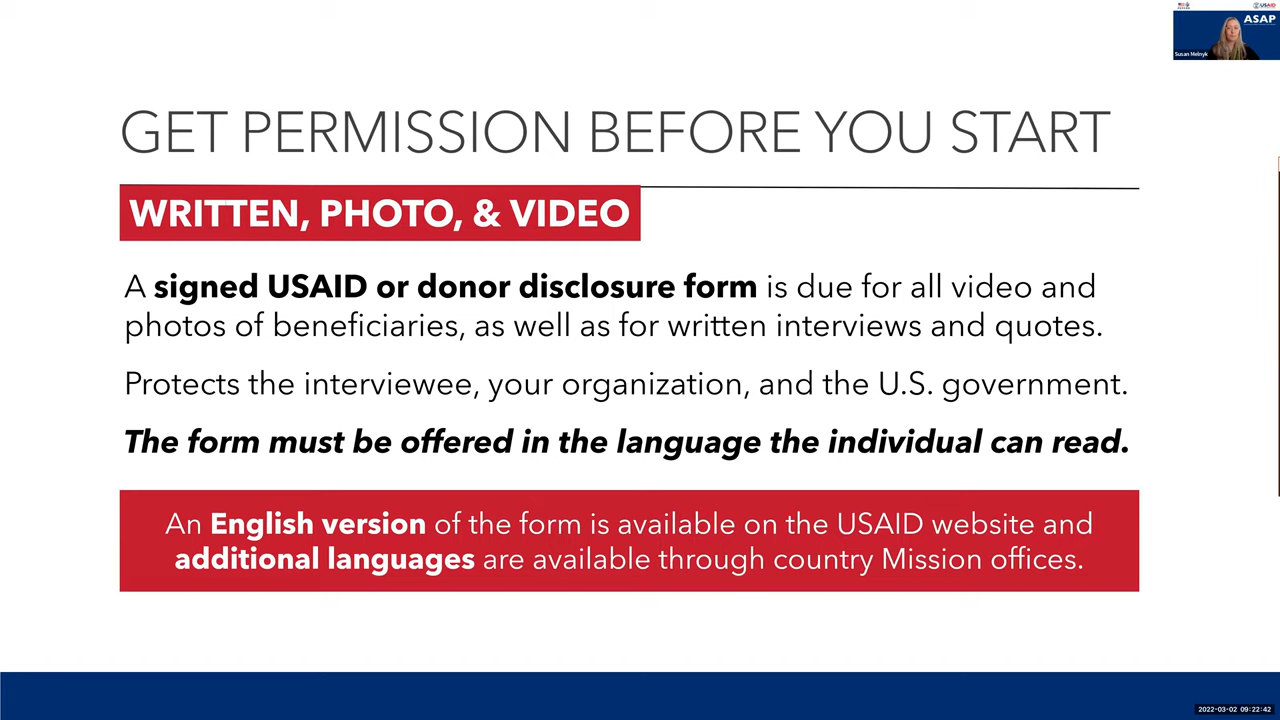 USAID
ASAP
Susan Melnyk
GET PERMISSION BEFORE YOU START
WRITTEN, PHOTO, & VIDEO
A signed USAID or donor disclosure form is due for all video and
photos of beneficiaries, as well as for written interviews and quotes.
Protects the interviewee, your organization, and the U.S. government.
The form must be offered in the language the individual can read.
An English version of the form is available on the USAID website and
additional languages are available through country Mission offices.
2022-03-02 09:22:42